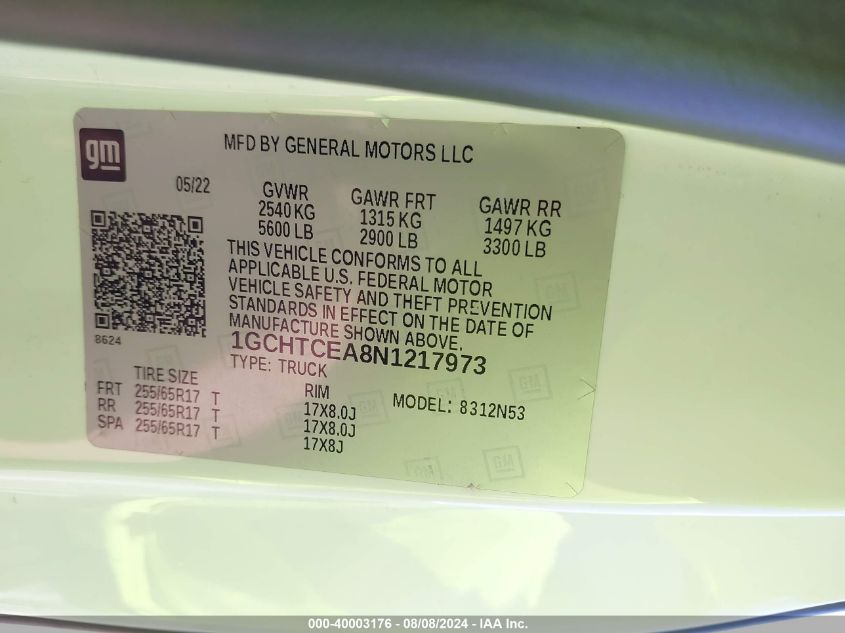 gm
MFD BY GENERAL MOTORS LLC
05/22
GVWR GAWR FRT GAWR RR
2540 KG 1315 KG 1497 KG
5600 LB 2900 LB 3300 LB
THIS VEHICLE CONFORMS TO ALL
APPLICABLE U.S. FEDERAL MOTOR
VEHICLE SAFETY AND THEFT PREVENTION
STANDARDS IN EFFECT ON THE DATE OF
MANUFACTURE SHOWN ABOVE.
8624
1GCHTCEA8N1217973
TYPE: TRUCK
TIRE SIZE RIM MODEL: 8312N53
FRT 255/65R17 T 17X8.0J
RR 255/65R17 T 17X8.0J
SPA 255/65R17 T 17X8J
GM
GM
GM
GM
000-40003176 - 08/08/2024 - IAA Inc.